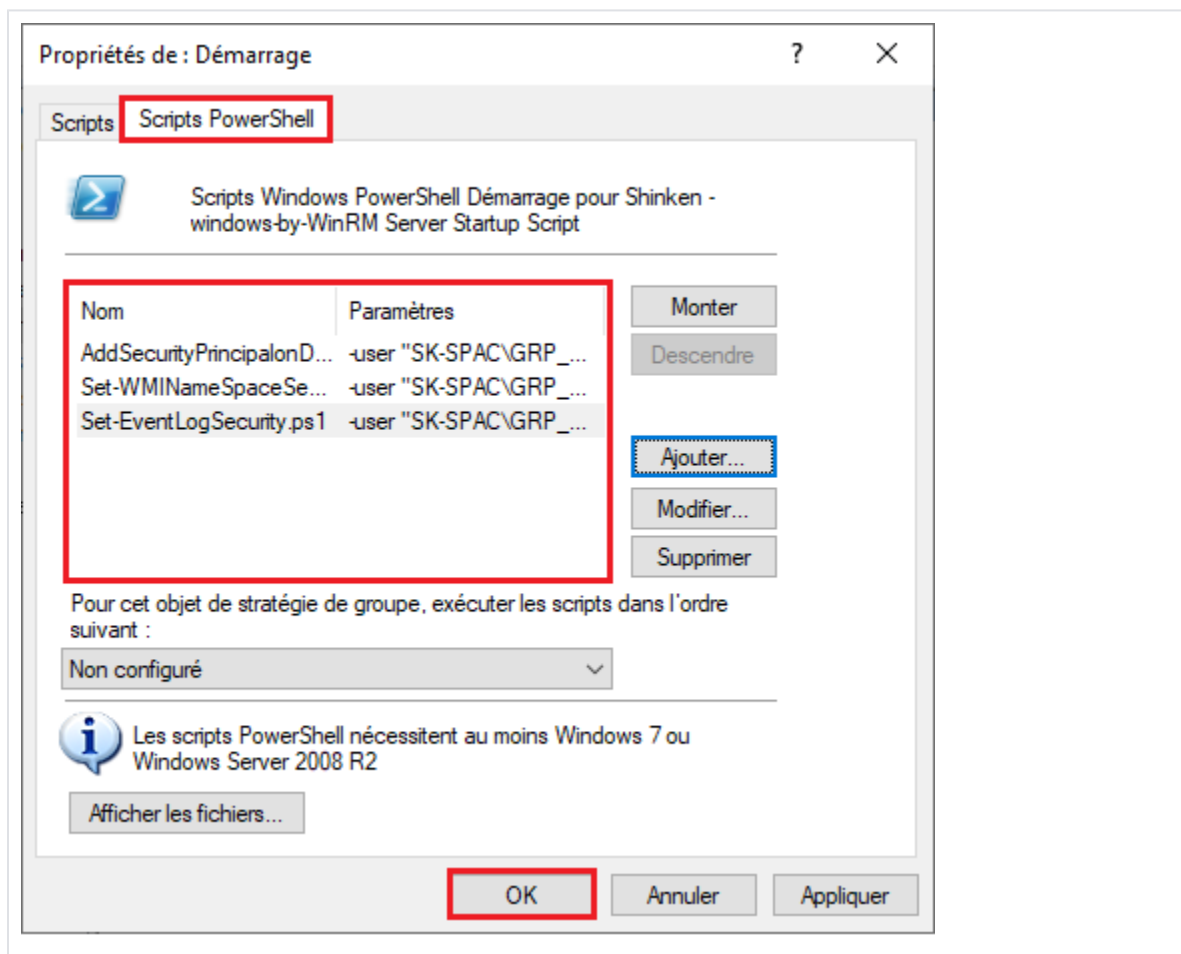 Propriétés de : Démarrage
Scripts
Scripts PowerShell
Scripts Windows PowerShell Démarrage pour Shinken -
windows-by-WinRM Server Startup Script
Nom Paramètres
AddSecurityPrincipalonD... -user "SK-SPAC\GRP_...
Set-WMINameSpaceSe... -user "SK-SPAC\GRP_...
Set-EventLogSecurity.ps1 -user "SK-SPAC\GRP_...
Monter
Descendre
Ajouter...
Modifier...
Supprimer
Pour cet objet de stratégie de groupe, exécuter les scripts dans l'ordre
suivant :
Non configuré
Les scripts PowerShell nécessitent au moins Windows 7 ou
Windows Server 2008 R2
Afficher les fichiers...
OK Annuler Appliquer